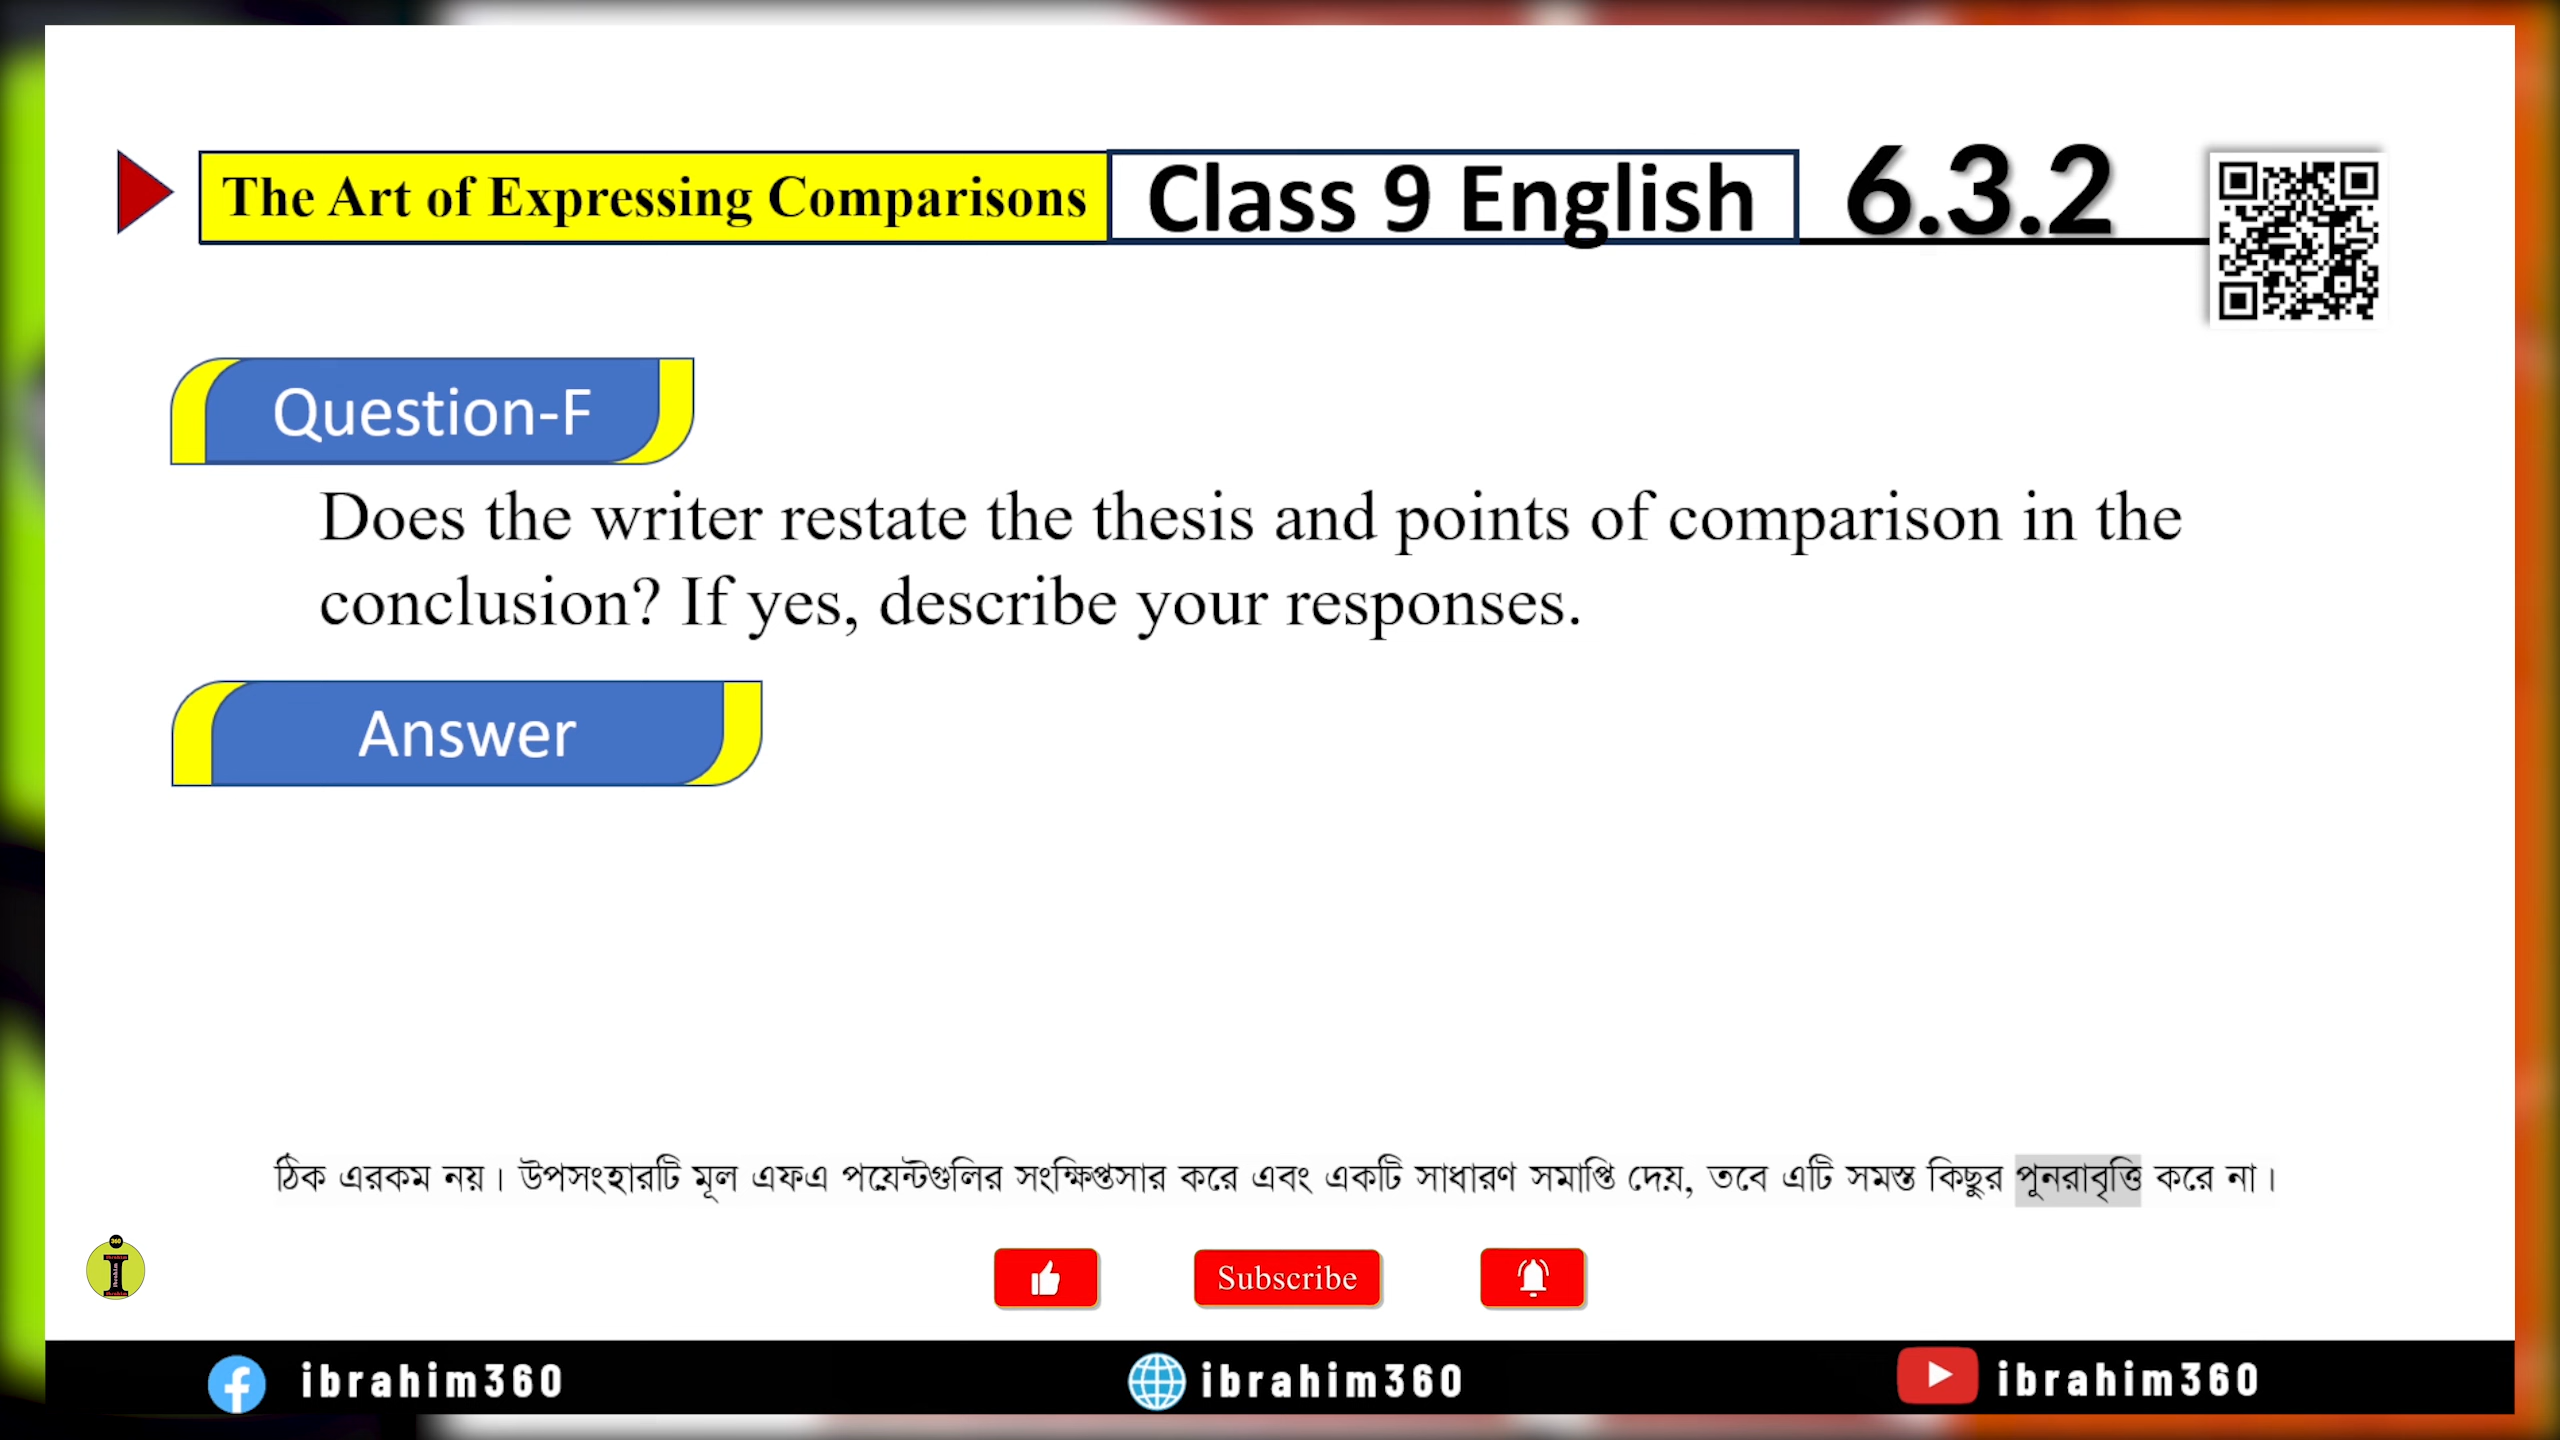 The Art of Expressing Comparisons Class 9 English 6.3.2
Question-F
Does the writer restate the thesis and points of comparison in the
conclusion? If yes, describe your responses.
Answer
ঠিক এরকম নয়। উপসংহারটি মূল এফএ পয়েন্টগুলির সংক্ষিপ্তসার করে এবং একটি সাধারণ সমাপ্তি দেয়, তবে এটি সমস্ত কিছুর পুনরাবৃত্তি করে না।
360
Subscribe
ibrahim360 ibrahim360 ibrahim360